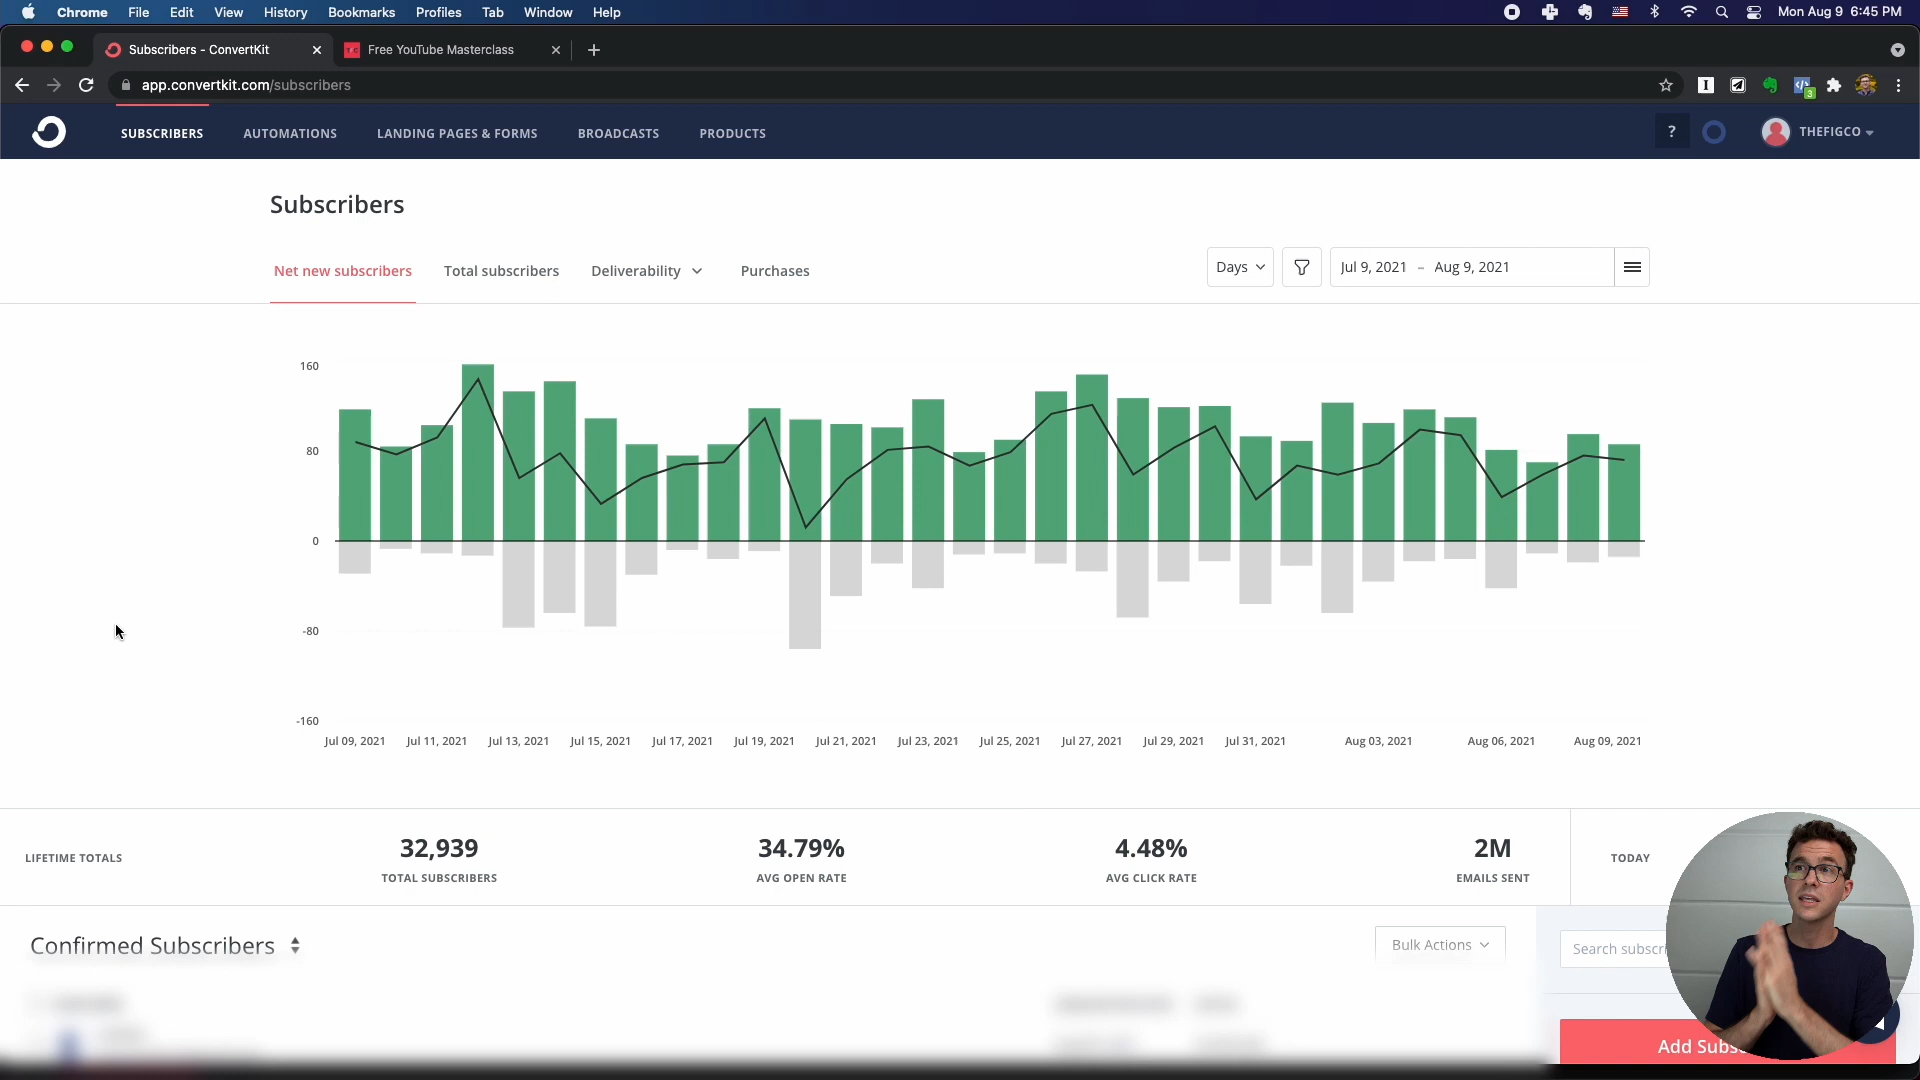 Chrome File Edit View History Bookmarks Profiles Tab Window Help Mon Aug 9 6:45 PM
Subscribers - ConvertKit Free YouTube Masterclass
app.convertkit.com/subscribers
SUBSCRIBERS AUTOMATIONS LANDING PAGES & FORMS BROADCASTS PRODUCTS ? THEFIGCO
Subscribers
Net new subscribers Total subscribers Deliverability Purchases Days Jul 9, 2021 – Aug 9, 2021
160
80
0
-80
-160
Jul 09, 2021 Jul 11, 2021 Jul 13, 2021 Jul 15, 2021 Jul 17, 2021 Jul 19, 2021 Jul 21, 2021 Jul 23, 2021 Jul 25, 2021 Jul 27, 2021 Jul 29, 2021 Jul 31, 2021 Aug 03, 2021 Aug 06, 2021 Aug 09, 2021
32,939 34.79% 4.48% 2M
LIFETIME TOTALS TODAY
TOTAL SUBSCRIBERS AVG OPEN RATE AVG CLICK RATE EMAILS SENT
Confirmed Subscribers Bulk Actions Search subscri
Add Subs